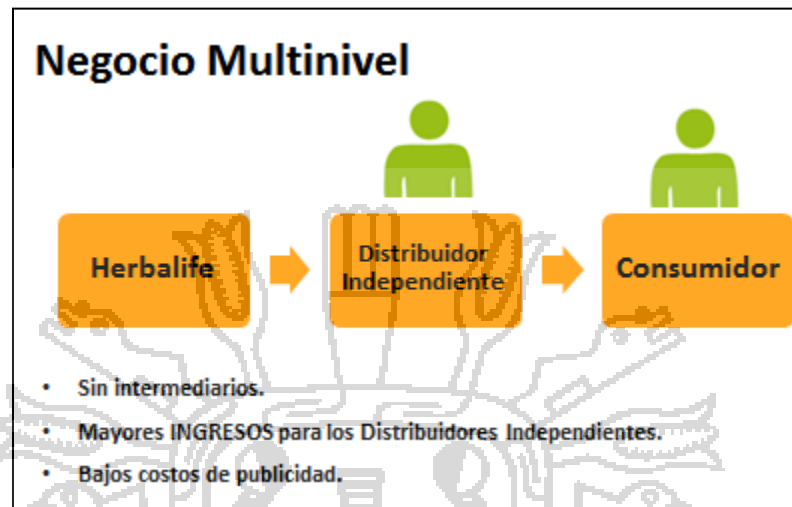 Negocio Multinivel
Herbalife
Distribuidor
Independiente
Consumidor
• Sin intermediarios.
• Mayores INGRESOS para los Distribuidores Independientes.
• Bajos costos de publicidad.